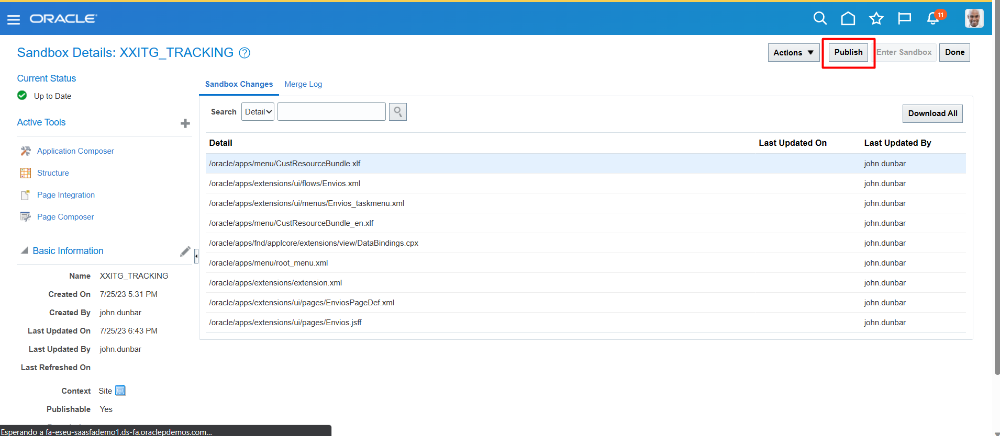 ORACLE
11
Sandbox Details: XXITG_TRACKING ?
Actions Publish Enter Sandbox Done
Current Status
Up to Date
Active Tools
Application Composer
Structure
Page Integration
Page Composer
Basic Information
Name XXITG_TRACKING
Created On 7/25/23 5:31 PM
Created By john.dunbar
Last Updated On 7/25/23 6:43 PM
Last Updated By john.dunbar
Last Refreshed On
Context Site
Publishable Yes
Sandbox Changes Merge Log
Search Detail
Download All
Detail Last Updated On Last Updated By
/oracle/apps/menu/CustResourceBundle.xlf john.dunbar
/oracle/apps/extensions/ui/flows/Envios.xml john.dunbar
/oracle/apps/extensions/ui/menus/Envios_taskmenu.xml john.dunbar
/oracle/apps/menu/CustResourceBundle_en.xlf john.dunbar
/oracle/apps/fnd/applcore/extensions/view/DataBindings.cpx john.dunbar
/oracle/apps/menu/root_menu.xml john.dunbar
/oracle/apps/extensions/extension.xml john.dunbar
/oracle/apps/extensions/ui/pages/EnviosPageDef.xml john.dunbar
/oracle/apps/extensions/ui/pages/Envios.jsff john.dunbar
Esperando a fa-eseu-saasfademo1.ds-fa.oraclepdemos.com...